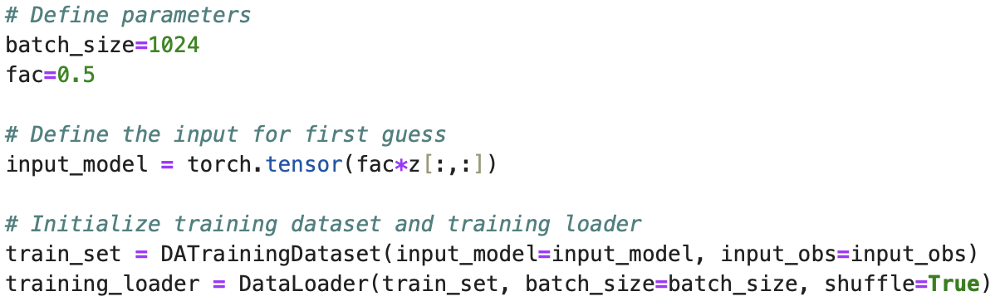 # Define parameters
batch_size=1024
fac=0.5
# Define the input for first guess
input_model = torch.tensor(fac*z[:,:])
# Initialize training dataset and training loader
train_set = DATrainingDataset(input_model=input_model, input_obs=input_obs)
training_loader = DataLoader(train_set, batch_size=batch_size, shuffle=True)